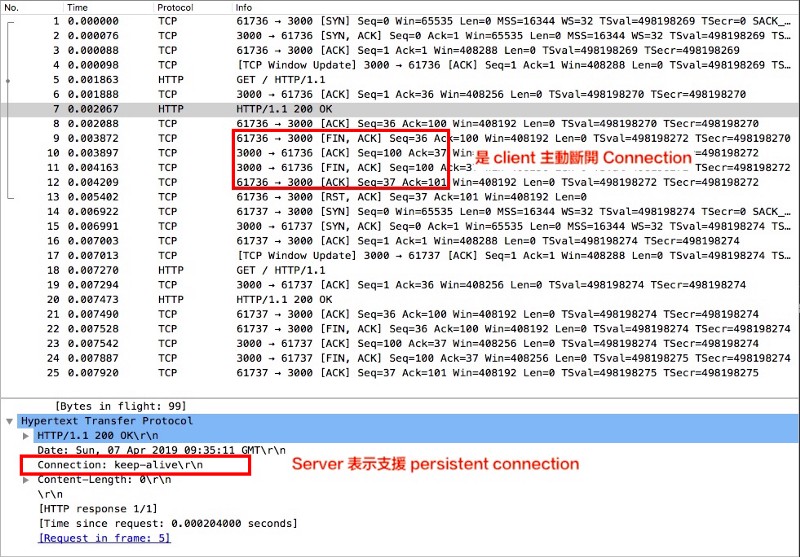 No. Time Protocol Info
1 0.000000 TCP 61736 → 3000 [SYN] Seq=0 Win=65535 Len=0 MSS=16344 WS=32 TSval=498198269 TSecr=0 SACK_…
2 0.000076 TCP 3000 → 61736 [SYN, ACK] Seq=0 Ack=1 Win=65535 Len=0 MSS=16344 WS=32 TSval=498198269 TS…
3 0.000088 TCP 61736 → 3000 [ACK] Seq=1 Ack=1 Win=408288 Len=0 TSval=498198269 TSecr=498198269
4 0.000098 TCP [TCP Window Update] 3000 → 61736 [ACK] Seq=1 Ack=1 Win=408288 Len=0 TSval=498198269 TS…
5 0.001863 HTTP GET / HTTP/1.1
6 0.001888 TCP 3000 → 61736 [ACK] Seq=1 Ack=36 Win=408256 Len=0 TSval=498198270 TSecr=498198270
7 0.002067 HTTP HTTP/1.1 200 OK
8 0.002088 TCP 61736 → 3000 [ACK] Seq=36 Ack=100 Win=408192 Len=0 TSval=498198270 TSecr=498198270
9 0.003872 TCP 61736 → 3000 [FIN, ACK] Seq=36 Ack=100 Win=408192 Len=0 TSval=498198272 TSecr=498198270
10 0.003897 TCP 3000 → 61736 [ACK] Seq=100 Ack=37 Win 是 client 主動斷開 Connection 98198272
11 0.004163 TCP 3000 → 61736 [FIN, ACK] Seq=100 Ack=3 498198272
12 0.004209 TCP 61736 → 3000 [ACK] Seq=37 Ack=101 Win=408192 Len=0 TSval=498198272 TSecr=498198272
13 0.005402 TCP 61736 → 3000 [RST, ACK] Seq=37 Ack=101 Win=408192 Len=0
14 0.006922 TCP 61737 → 3000 [SYN] Seq=0 Win=65535 Len=0 MSS=16344 WS=32 TSval=498198274 TSecr=0 SACK_…
15 0.006991 TCP 3000 → 61737 [SYN, ACK] Seq=0 Ack=1 Win=65535 Len=0 MSS=16344 WS=32 TSval=498198274 TS…
16 0.007003 TCP 61737 → 3000 [ACK] Seq=1 Ack=1 Win=408288 Len=0 TSval=498198274 TSecr=498198274
17 0.007013 TCP [TCP Window Update] 3000 → 61737 [ACK] Seq=1 Ack=1 Win=408288 Len=0 TSval=498198274 TS…
18 0.007270 HTTP GET / HTTP/1.1
19 0.007294 TCP 3000 → 61737 [ACK] Seq=1 Ack=36 Win=408256 Len=0 TSval=498198274 TSecr=498198274
20 0.007473 HTTP HTTP/1.1 200 OK
21 0.007490 TCP 61737 → 3000 [ACK] Seq=36 Ack=100 Win=408192 Len=0 TSval=498198274 TSecr=498198274
22 0.007528 TCP 61737 → 3000 [FIN, ACK] Seq=36 Ack=100 Win=408192 Len=0 TSval=498198274 TSecr=498198274
23 0.007542 TCP 3000 → 61737 [ACK] Seq=100 Ack=37 Win=408256 Len=0 TSval=498198274 TSecr=498198274
24 0.007887 TCP 3000 → 61737 [FIN, ACK] Seq=100 Ack=37 Win=408256 Len=0 TSval=498198275 TSecr=498198274
25 0.007920 TCP 61737 → 3000 [ACK] Seq=37 Ack=101 Win=408192 Len=0 TSval=498198275 TSecr=498198275
[Bytes in flight: 99]
Hypertext Transfer Protocol
HTTP/1.1 200 OK\r\n
Date: Sun, 07 Apr 2019 09:35:11 GMT\r\n
Connection: keep-alive\r\n Server 表示支援 persistent connection
Content-Length: 0\r\n
\r\n
[HTTP response 1/1]
[Time since request: 0.000204000 seconds]
[Request in frame: 5]